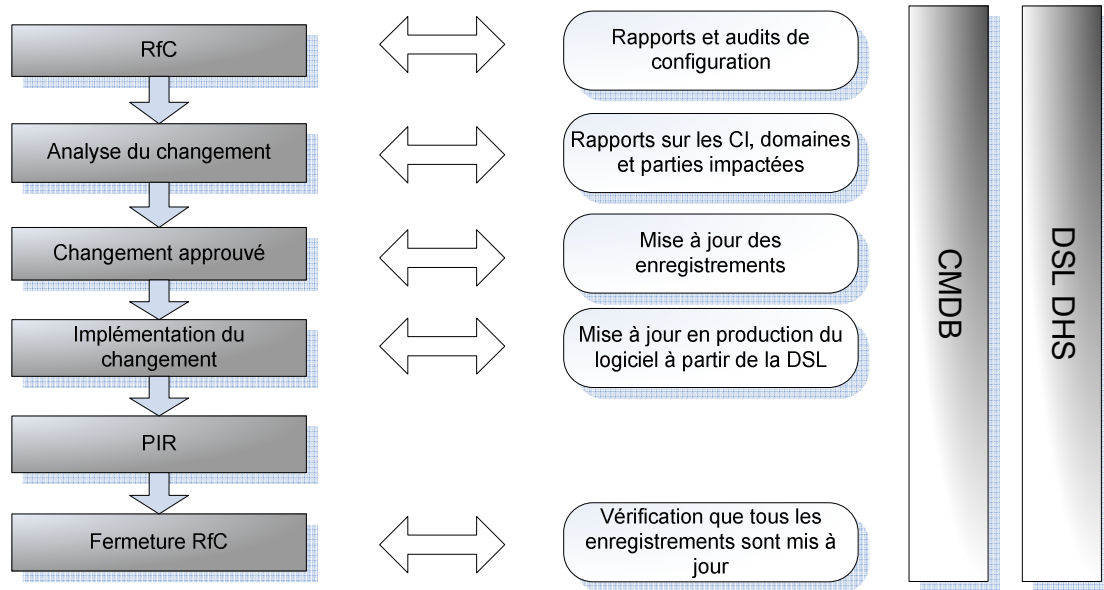 RfC
Rapports et audits de
configuration
Analyse du changement
Rapports sur les CI, domaines
et parties impactées
Changement approuvé
Mise à jour des
enregistrements
Implémentation du
changement
Mise à jour en production du
logiciel à partir de la DSL
PIR
Fermeture RfC
Vérification que tous les
enregistrements sont mis à
jour
CMDB
DSL DHS